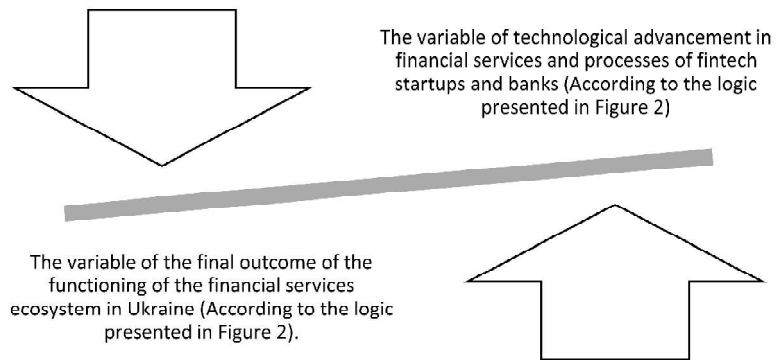 The variable of technological advancement in
financial services and processes of fintech
startups and banks (According to the logic
presented in Figure 2)
The variable of the final outcome of the
functioning of the financial services
ecosystem in Ukraine (According to the logic
presented in Figure 2).